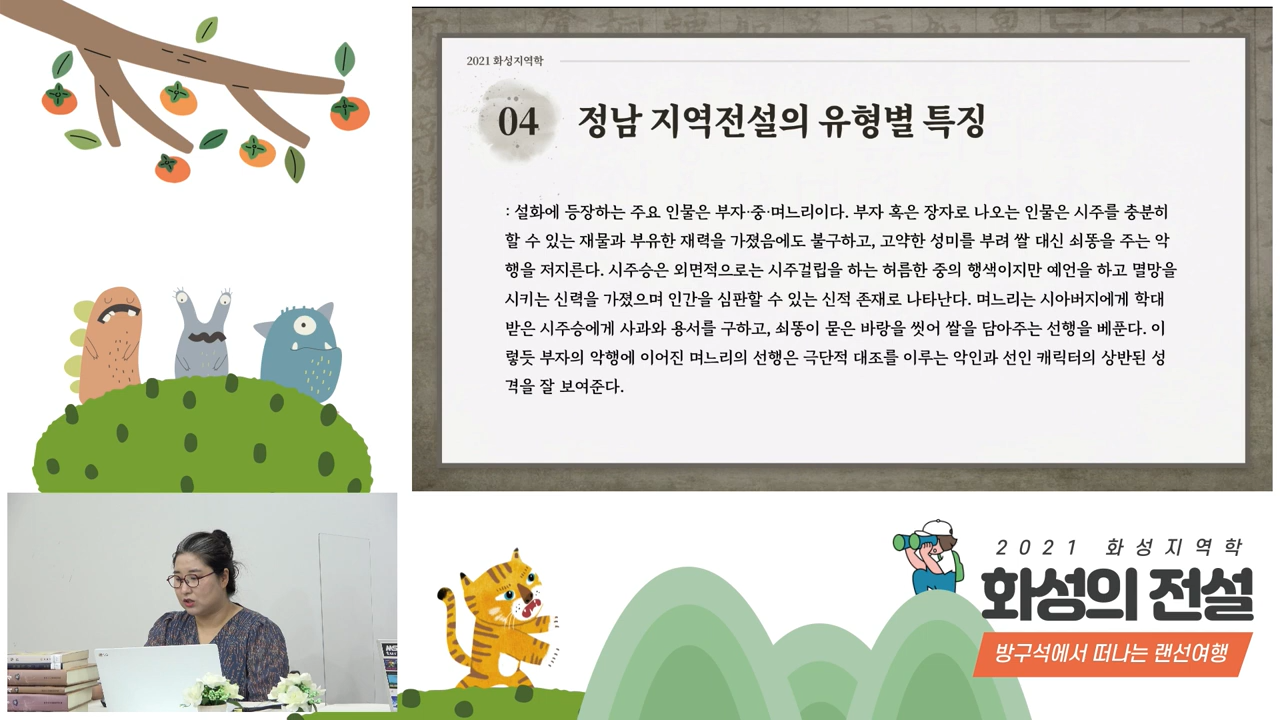 2021 화성지역학
04 정남 지역전설의 유형별 특징
: 설화에 등장하는 주요 인물은 부자·중·며느리이다. 부자 혹은 장자로 나오는 인물은 시주를 충분히
할 수 있는 재물과 부유한 재력을 가졌음에도 불구하고, 고약한 성미를 부려 쌀 대신 쇠똥을 주는 악
행을 저지른다. 시주승은 외면적으로는 시주걸립을 하는 허름한 중의 행색이지만 예언을 하고 멸망을
시키는 신력을 가졌으며 인간을 심판할 수 있는 신적 존재로 나타난다. 며느리는 시아버지에게 학대
받은 시주승에게 사과와 용서를 구하고, 쇠똥이 묻은 바랑을 씻어 쌀을 담아주는 선행을 베푼다. 이
렇듯 부자의 악행에 이어진 며느리의 선행은 극단적 대조를 이루는 악인과 선인 캐릭터의 상반된 성
격을 잘 보여준다.
2021 화성지역학
화성의 전설
방구석에서 떠나는 랜선여행